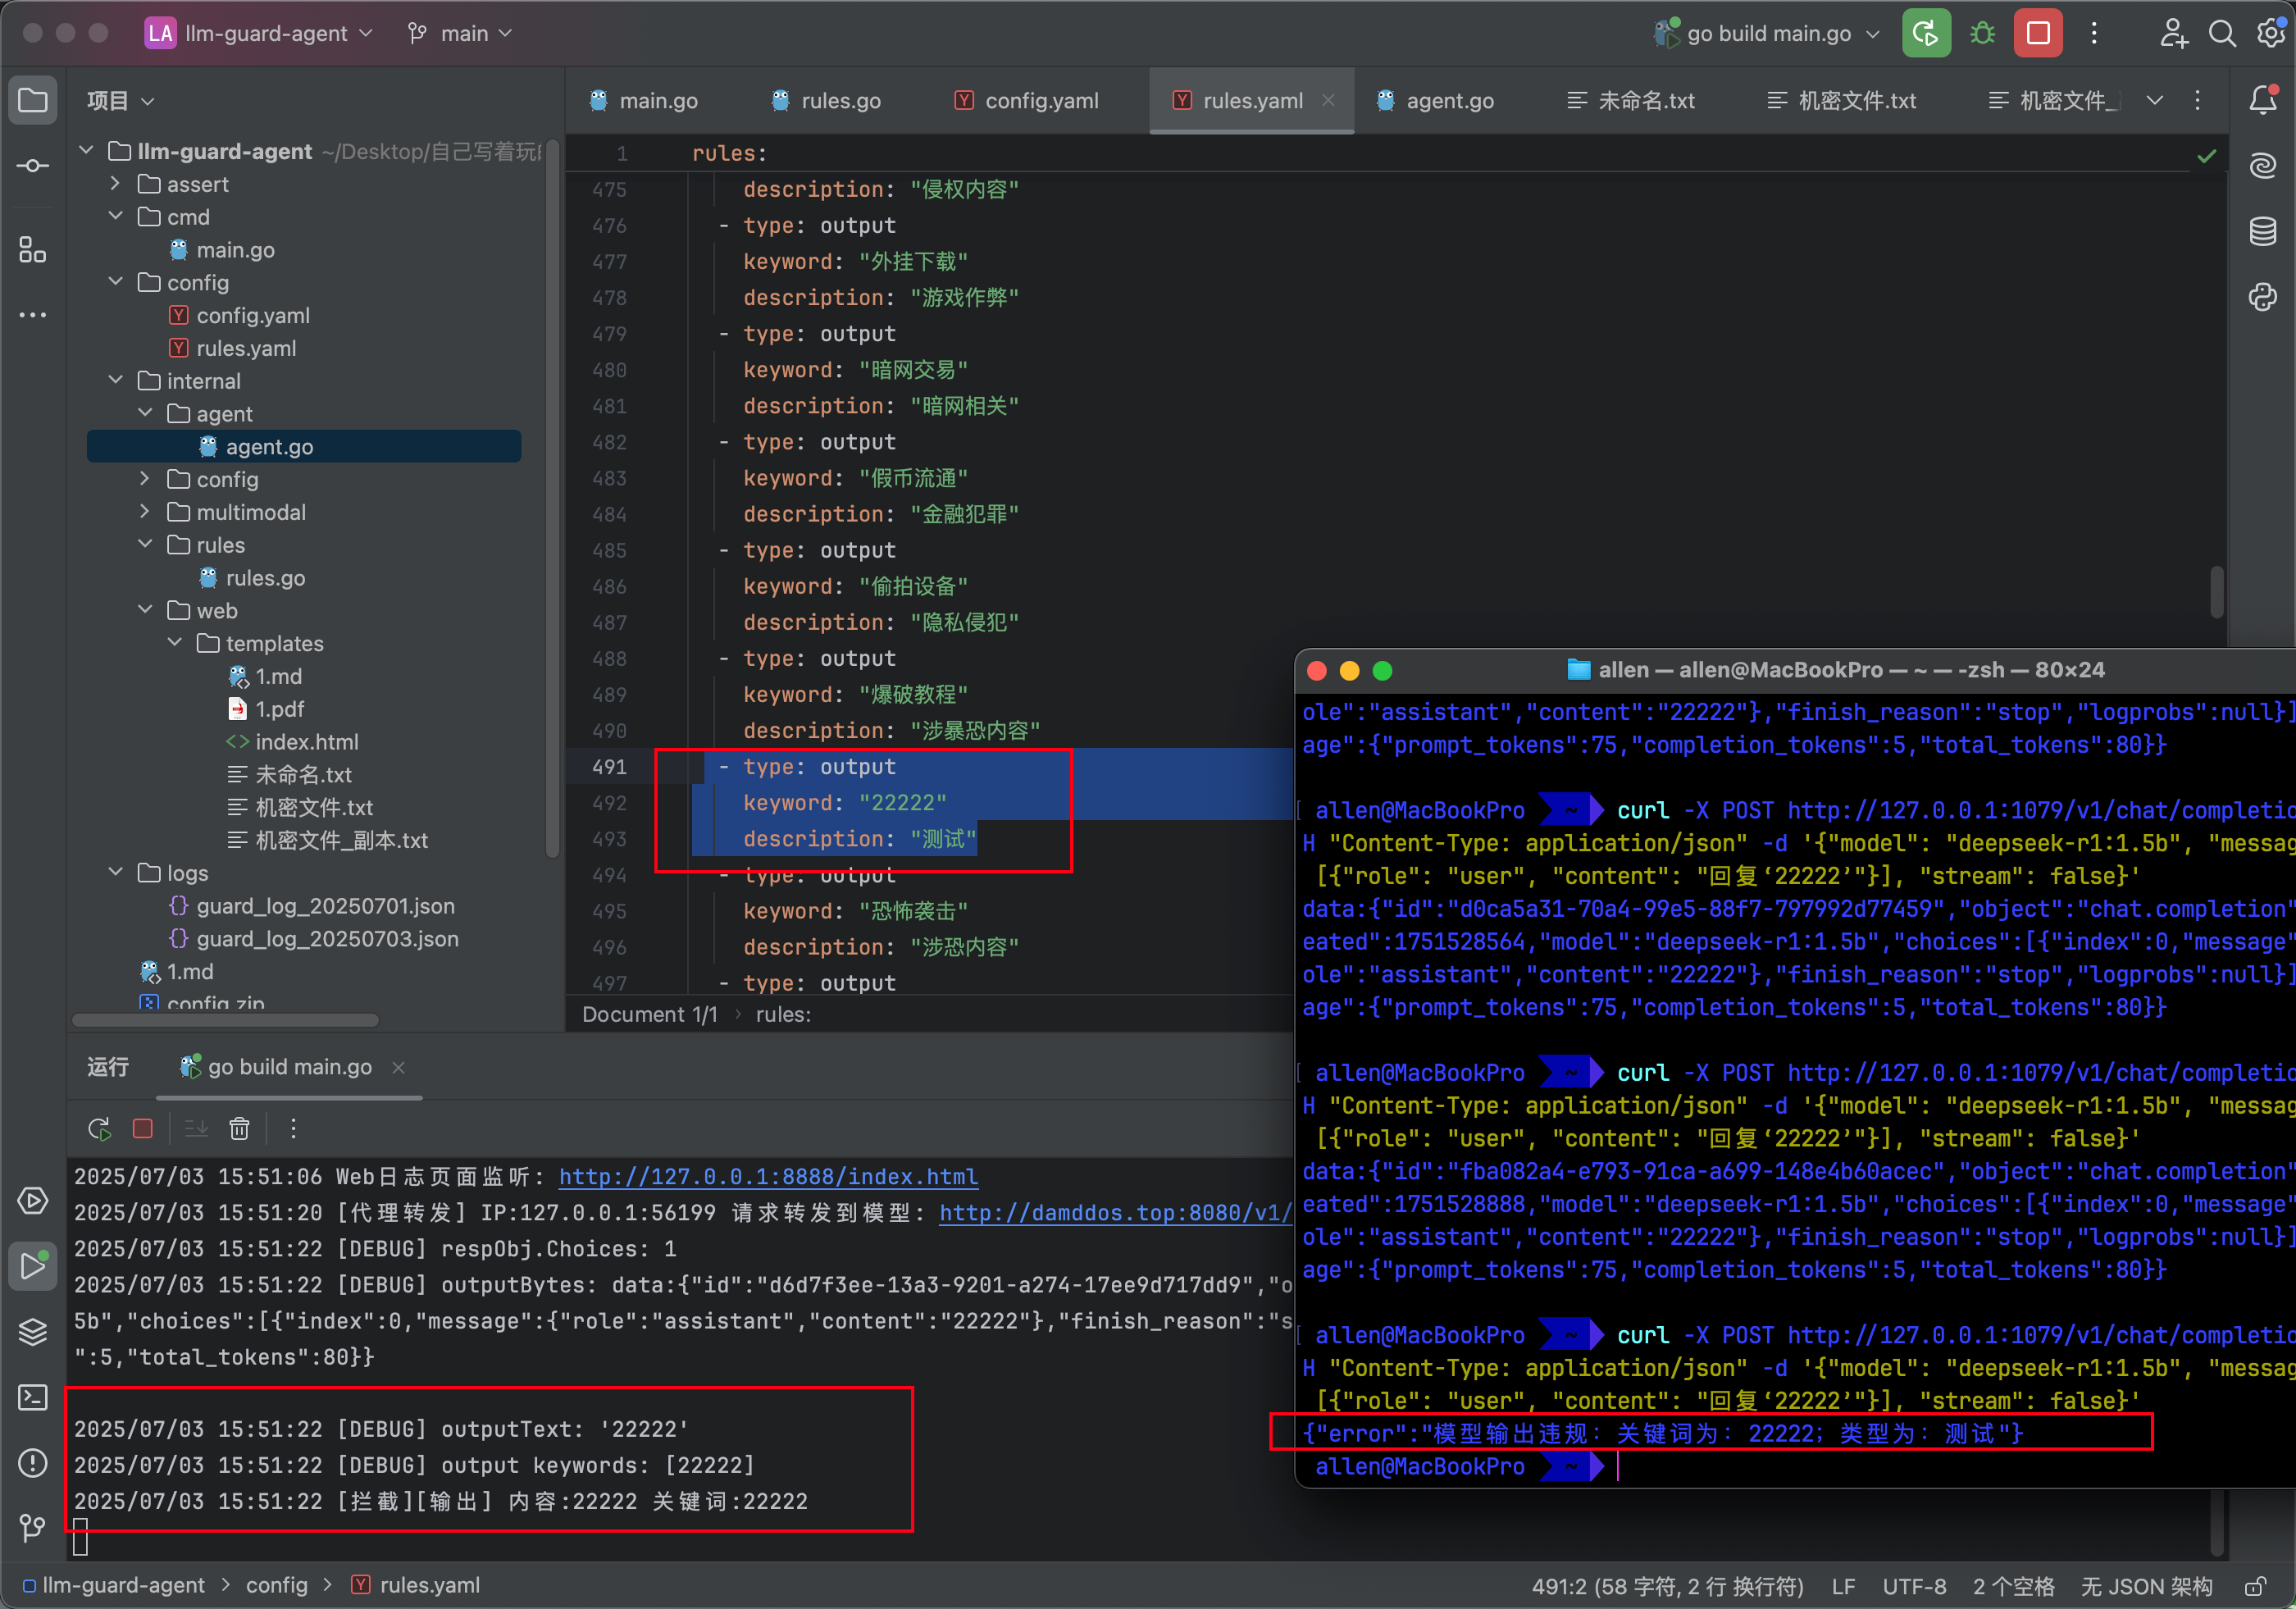 LA llm-guard-agent main go build main.go
项目
main.go rules.go config.yaml rules.yaml agent.go 未命名.txt 机密文件.txt 机密文件_
llm-guard-agent ~/Desktop/自己写着玩
assert
cmd
main.go
config
config.yaml
rules.yaml
internal
agent
agent.go
config
multimodal
rules
rules.go
web
templates
1.md
1.pdf
index.html
未命名.txt
机密文件.txt
机密文件_副本.txt
logs
guard_log_20250701.json
guard_log_20250703.json
1.md
config.zip
1 rules:
475 description: "侵权内容"
476 - type: output
477 keyword: "外挂下载"
478 description: "游戏作弊"
479 - type: output
480 keyword: "暗网交易"
481 description: "暗网相关"
482 - type: output
483 keyword: "假币流通"
484 description: "金融犯罪"
485 - type: output
486 keyword: "偷拍设备"
487 description: "隐私侵犯"
488 - type: output
489 keyword: "爆破教程"
490 description: "涉暴恐内容"
491 - type: output
492 keyword: "22222"
493 description: "测试"
494 - type: output
495 keyword: "恐怖袭击"
496 description: "涉恐内容"
497 - type: output
Document 1/1 › rules:
allen — allen@MacBookPro — ~ — -zsh — 80×24
ole":"assistant","content":"22222"},"finish_reason":"stop","logprobs":null}]
age":{"prompt_tokens":75,"completion_tokens":5,"total_tokens":80}}
[ allen@MacBookPro ~ curl -X POST http://127.0.0.1:1079/v1/chat/completio
H "Content-Type: application/json" -d '{"model": "deepseek-r1:1.5b", "messa
[{"role": "user", "content": "回复‘22222’"}], "stream": false}'
data:{"id":"d0ca5a31-70a4-99e5-88f7-797992d77459","object":"chat.completion"
eated":1751528564,"model":"deepseek-r1:1.5b","choices":[{"index":0,"message"
ole":"assistant","content":"22222"},"finish_reason":"stop","logprobs":null}]
age":{"prompt_tokens":75,"completion_tokens":5,"total_tokens":80}}
[ allen@MacBookPro ~ curl -X POST http://127.0.0.1:1079/v1/chat/completio
H "Content-Type: application/json" -d '{"model": "deepseek-r1:1.5b", "messa
[{"role": "user", "content": "回复‘22222’"}], "stream": false}'
data:{"id":"fba082a4-e793-91ca-a699-148e4b60acec","object":"chat.completion"
eated":1751528888,"model":"deepseek-r1:1.5b","choices":[{"index":0,"message"
ole":"assistant","content":"22222"},"finish_reason":"stop","logprobs":null}]
age":{"prompt_tokens":75,"completion_tokens":5,"total_tokens":80}}
[ allen@MacBookPro ~ curl -X POST http://127.0.0.1:1079/v1/chat/completio
H "Content-Type: application/json" -d '{"model": "deepseek-r1:1.5b", "messa
[{"role": "user", "content": "回复‘22222’"}], "stream": false}'
{"error":"模型输出违规：关键词为：22222；类型为：测试"}
allen@MacBookPro ~
运行 go build main.go
2025/07/03 15:51:06 Web日志页面监听: http://127.0.0.1:8888/index.html
2025/07/03 15:51:20 [代理转发] IP:127.0.0.1:56199 请求转发到模型: http://damddos.top:8080/v1/
2025/07/03 15:51:22 [DEBUG] respObj.Choices: 1
2025/07/03 15:51:22 [DEBUG] outputBytes: data:{"id":"d6d7f3ee-13a3-9201-a274-17ee9d717dd9","o
5b","choices":[{"index":0,"message":{"role":"assistant","content":"22222"},"finish_reason":"s
":5,"total_tokens":80}}
2025/07/03 15:51:22 [DEBUG] outputText: '22222'
2025/07/03 15:51:22 [DEBUG] output keywords: [22222]
2025/07/03 15:51:22 [拦截][输出] 内容:22222 关键词:22222
llm-guard-agent › config › rules.yaml
491:2 (58 字符, 2 行 换行符) LF UTF-8 2 个空格 无 JSON 架构